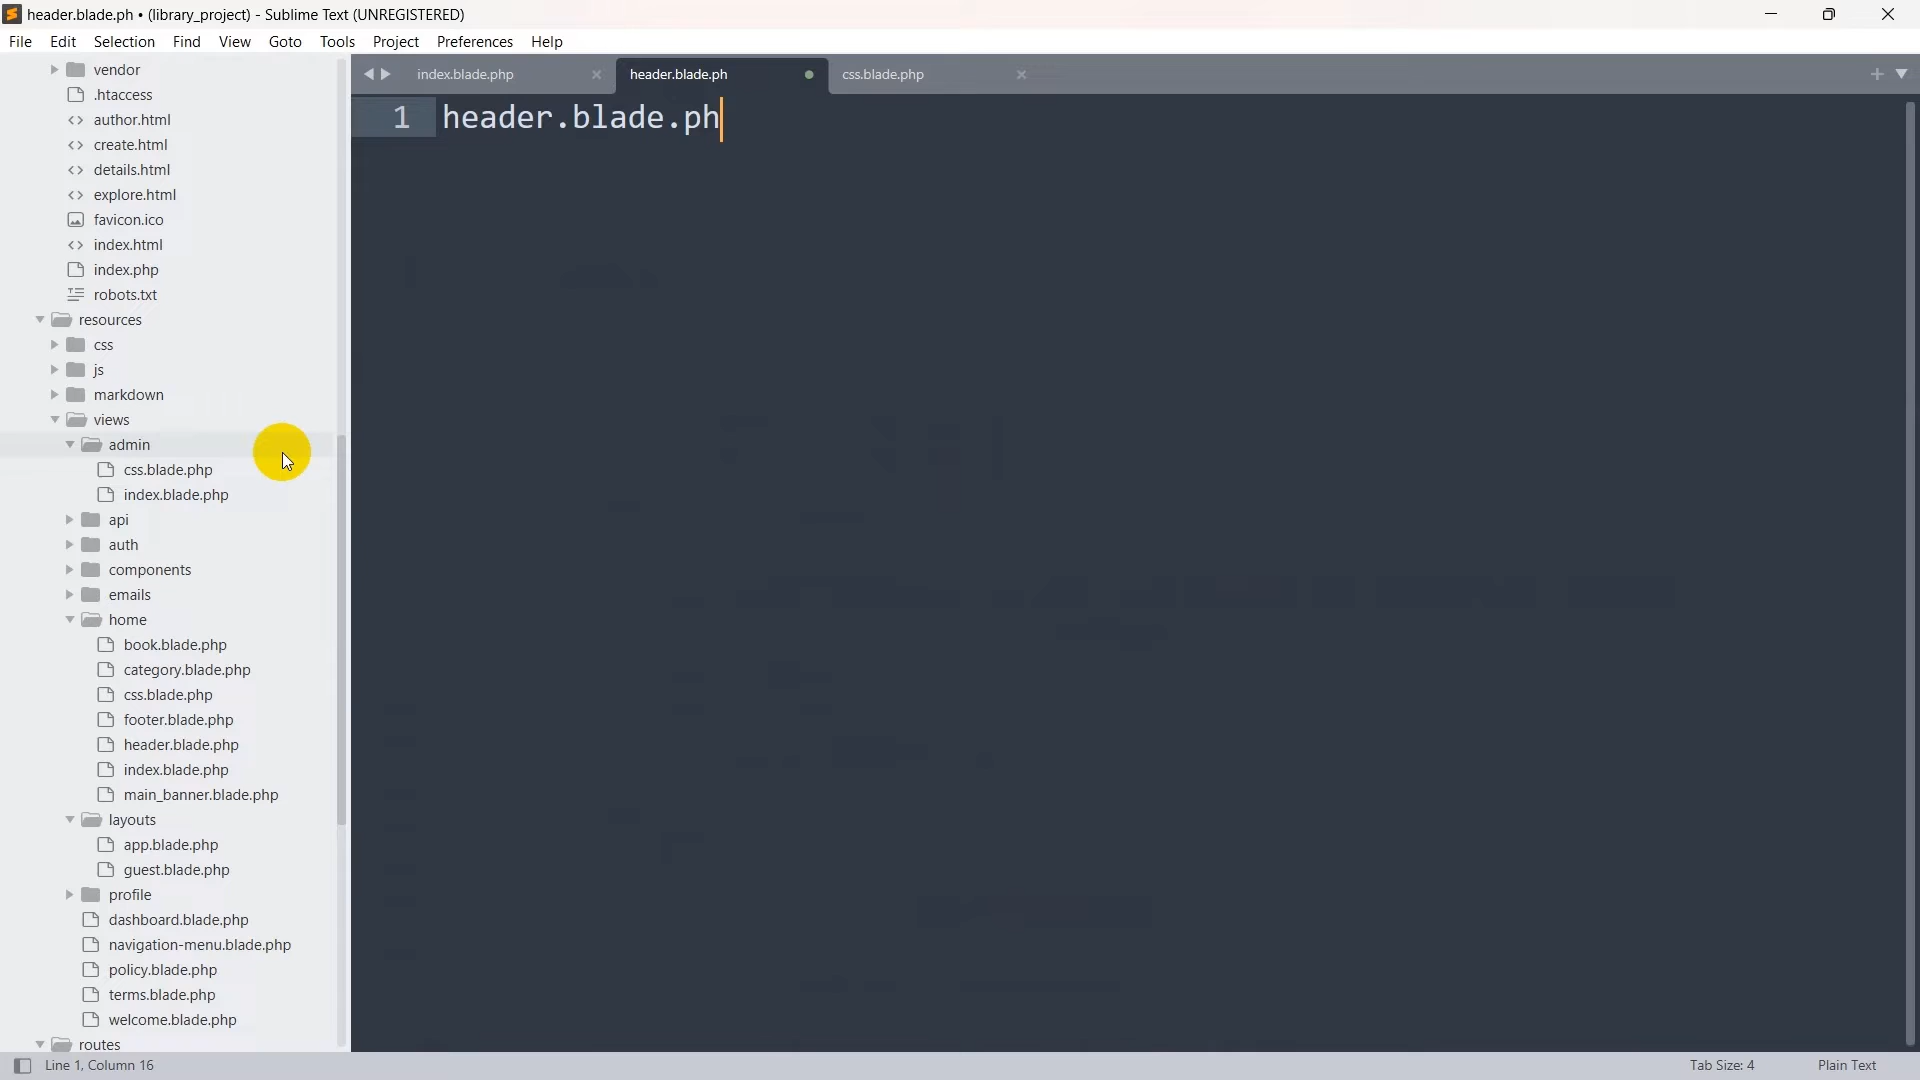 header.blade.ph • (library_project) - Sublime Text (UNREGISTERED)
File Edit Selection Find View Goto Tools Project Preferences Help
vendor
.htaccess
author.html
create.html
details.html
explore.html
favicon.ico
index.html
index.php
robots.txt
resources
css
js
markdown
views
admin
css.blade.php
index.blade.php
api
auth
components
emails
home
book.blade.php
category.blade.php
css.blade.php
footer.blade.php
header.blade.php
index.blade.php
main_banner.blade.php
layouts
app.blade.php
guest.blade.php
profile
dashboard.blade.php
navigation-menu.blade.php
policy.blade.php
terms.blade.php
welcome.blade.php
routes
index.blade.php header.blade.ph css.blade.php
1 header.blade.ph
Line 1, Column 16 Tab Size: 4 Plain Text